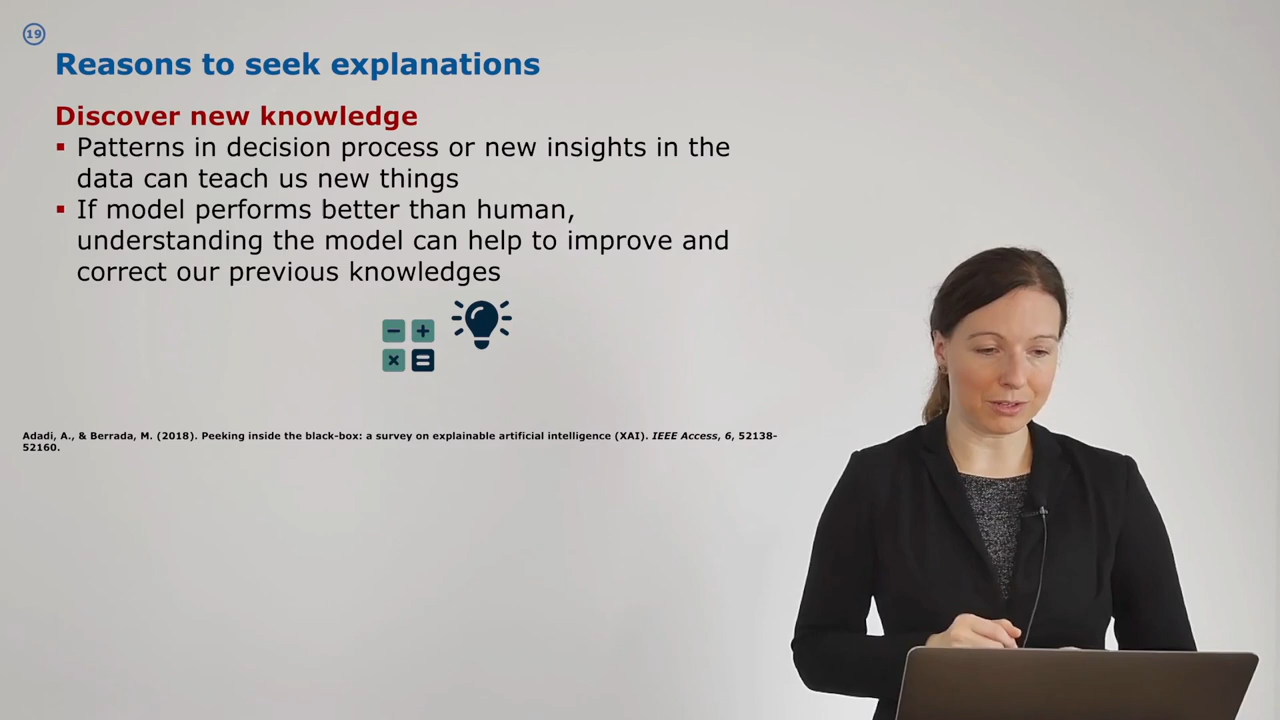 19
Reasons to seek explanations
Discover new knowledge
▪ Patterns in decision process or new insights in the
data can teach us new things
▪ If model performs better than human,
understanding the model can help to improve and
correct our previous knowledges
Adadi, A., & Berrada, M. (2018). Peeking inside the black-box: a survey on explainable artificial intelligence (XAI). IEEE Access, 6, 52138-
52160.